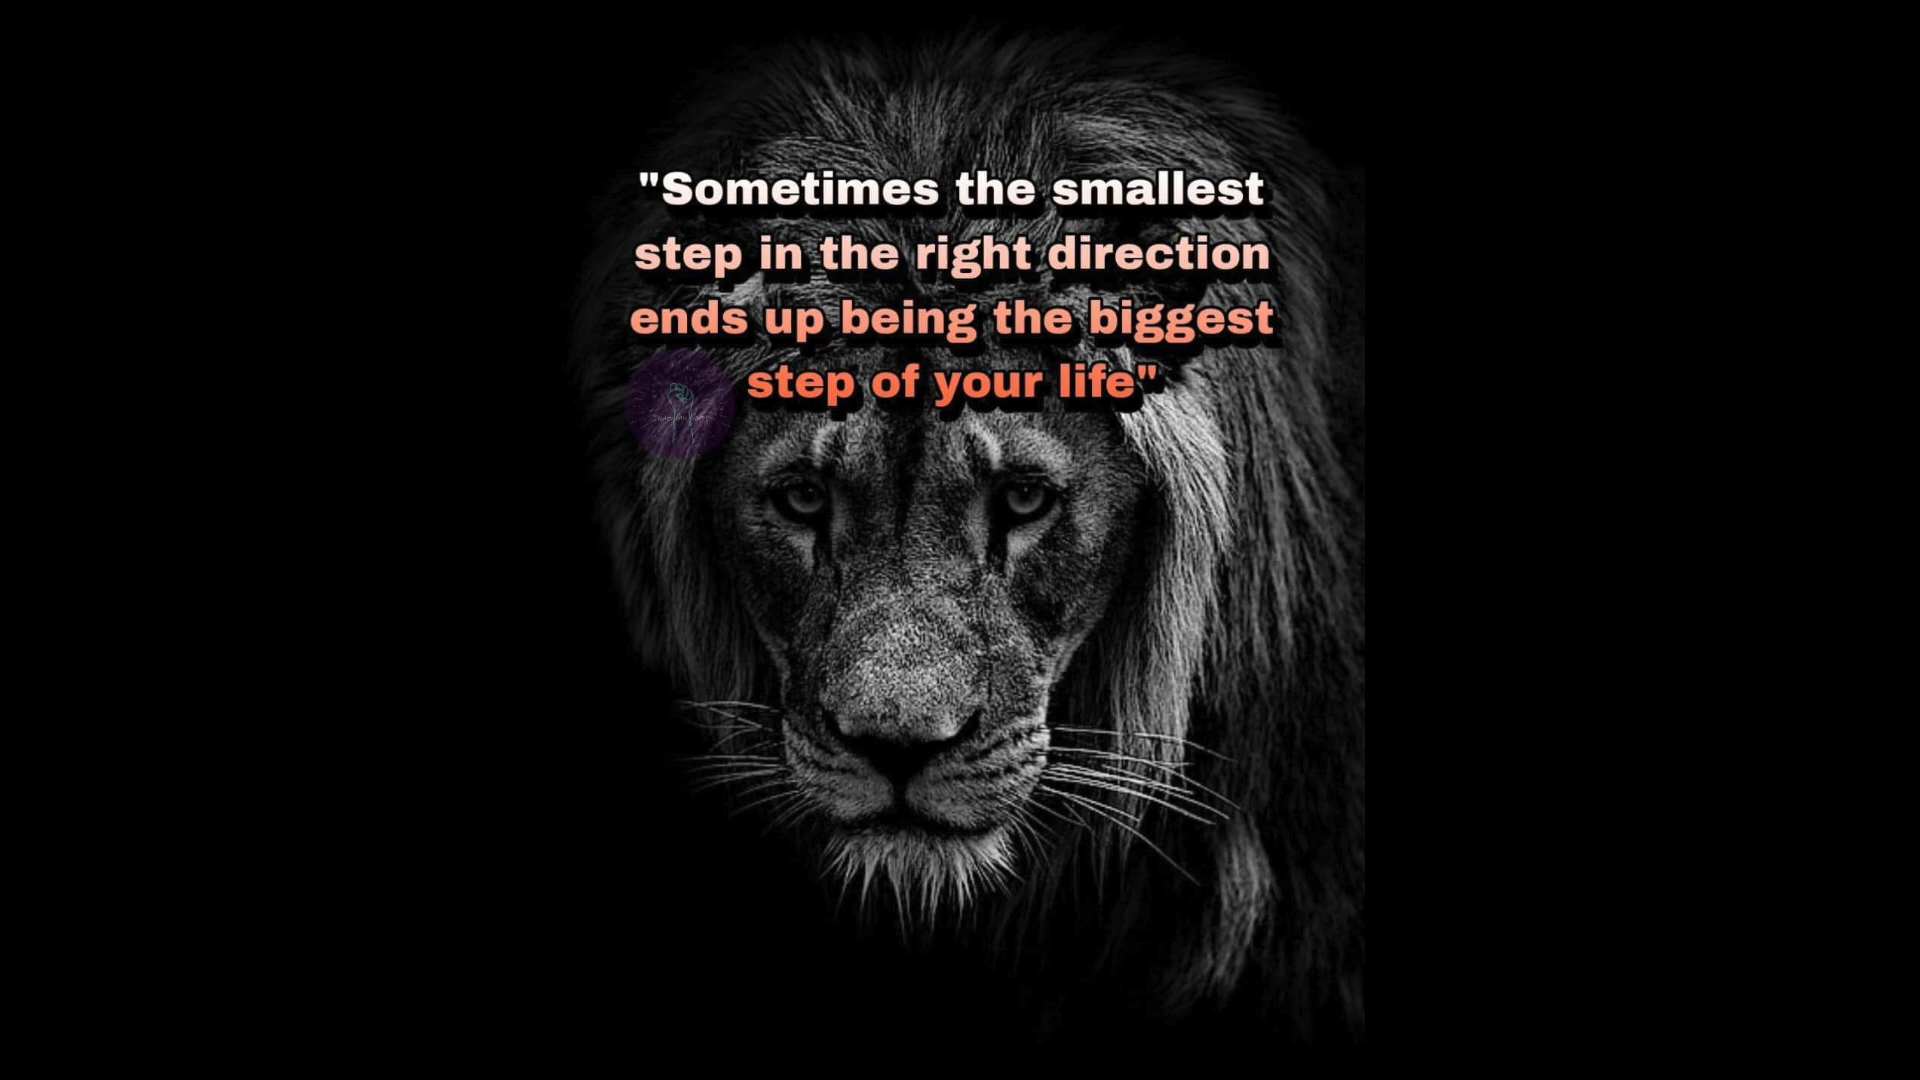 "Sometimes the smallest
step in the right direction
ends up being the biggest
step of your life"